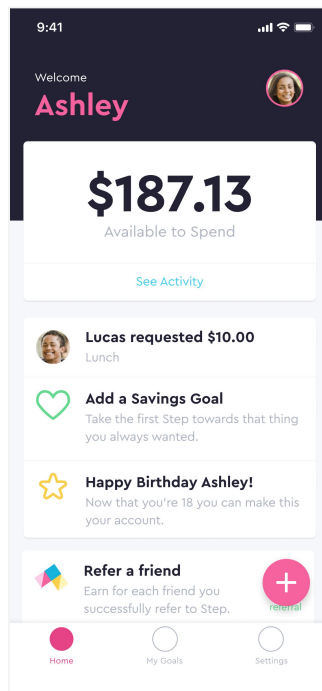 9:41
Welcome
Ashley
$187.13
Available to Spend
See Activity
Lucas requested $10.00
Lunch
Add a Savings Goal
Take the first Step towards that thing
you always wanted.
Happy Birthday Ashley!
Now that you're 18 you can make this
your account.
Refer a friend
Earn for each friend you
successfully refer to Step.
referral
Home
My Goals
Settings